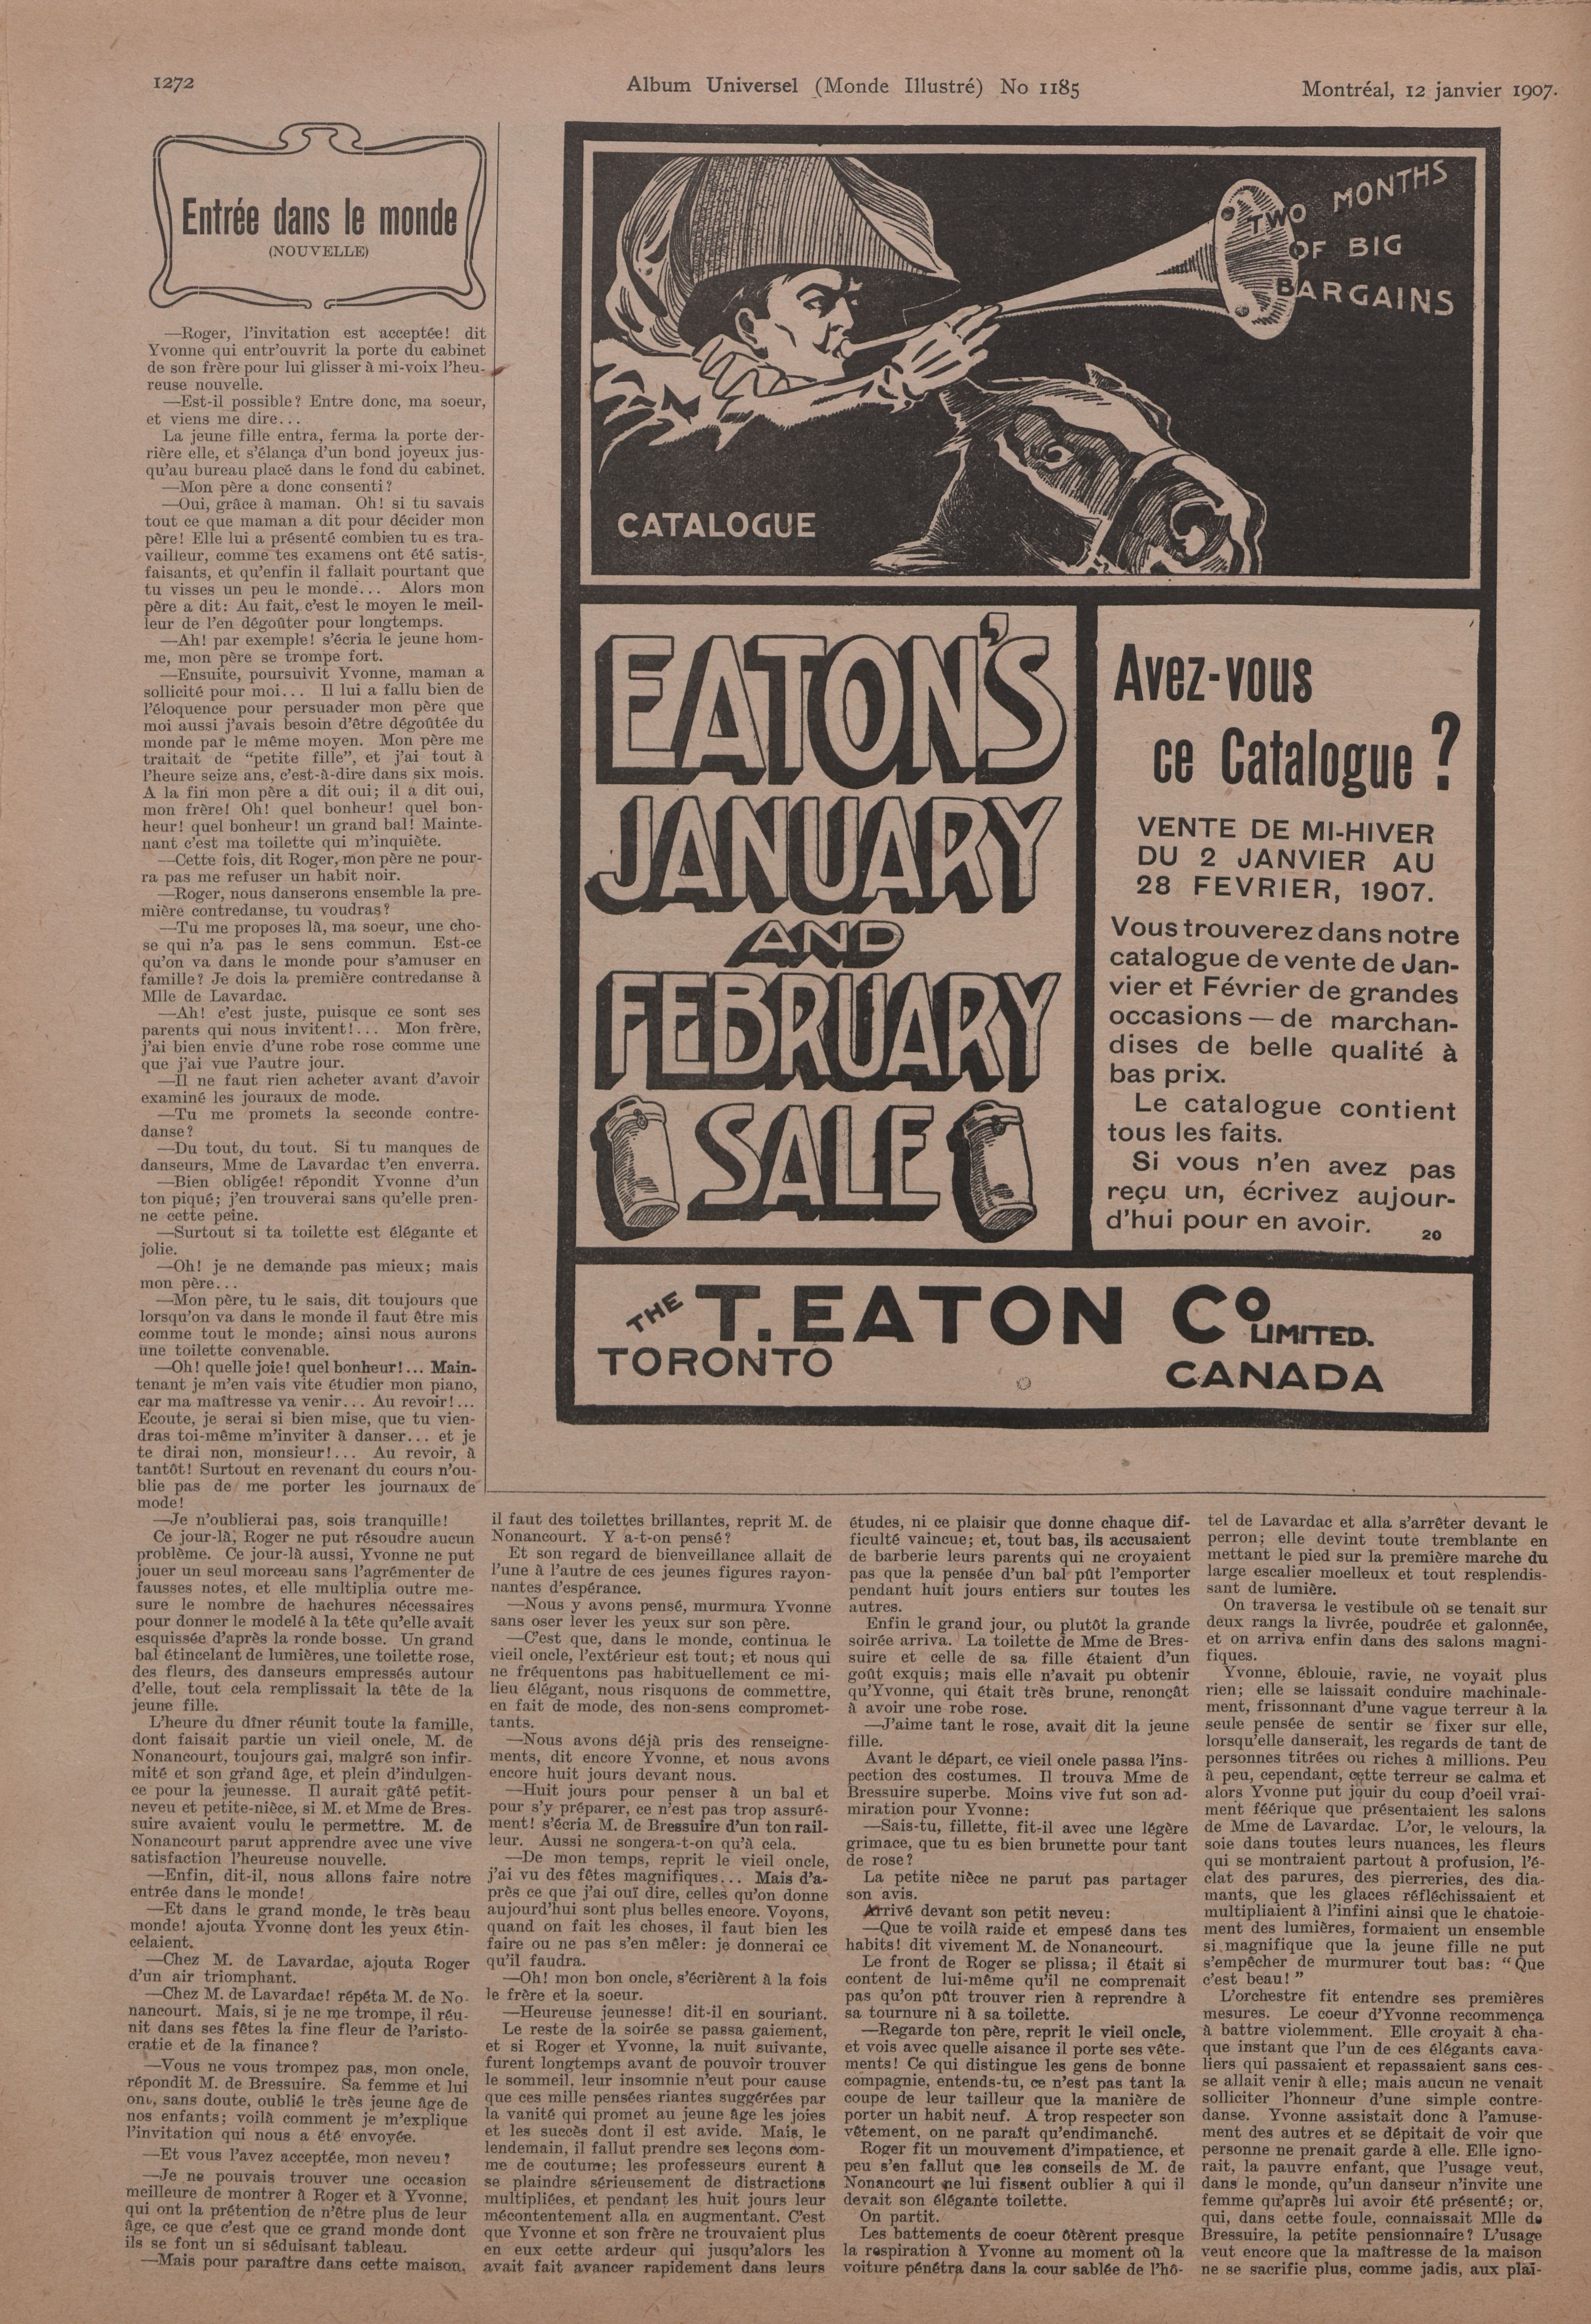 1272
Album Universel (Monde Illustré) No 1185
Montréal, 12 janvier 1907.
Entrée dans le monde
(NOUVELLE)
—Roger, l'invitation est acceptée! dit
Yvonne qui entr'ouvrit la porte du cabinet
de son frère pour lui glisser à mi-voix l'heu-
reuse nouvelle.
—Est-il possible? Entre donc, ma soeur,
et viens me dire...
La jeune fille entra, ferma la porte der-
rière elle, et s'élança d'un bond joyeux jus-
qu'au bureau placé dans le fond du cabinet.
—Mon père a donc consenti?
—Oui, grâce à maman. Oh! si tu savais
tout ce que maman a dit pour décider mon
père! Elle lui a présenté combien tu es tra-
vailleur, comme tes examens ont été satis-
faisants, et qu'enfin il fallait pourtant que
tu visses un peu le monde... Alors mon
père a dit: Au fait, c'est le moyen le meil-
leur de l'en dégoûter pour longtemps.
—Ah! par exemple! s'écria le jeune hom-
me, mon père se trompe fort.
—Ensuite, poursuivit Yvonne, maman a
sollicité pour moi... Il lui a fallu bien de
l'éloquence pour persuader mon père que
moi aussi j'avais besoin d'être dégoûtée du
monde par le même moyen. Mon père me
traitait de "petite fille", et j'ai tout à
l'heure seize ans, c'est-à-dire dans six mois.
A la fin mon père a dit oui; il a dit oui,
mon frère! Oh! quel bonheur! quel bon-
heur! quel bonheur! un grand bal! Mainte-
nant c'est ma toilette qui m'inquiète.
—Cette fois, dit Roger, mon père ne pour-
ra pas me refuser un habit noir.
—Roger, nous danserons ensemble la pre-
mière contredanse, tu voudras?
—Tu me proposes là, ma soeur, une cho-
se qui n'a pas le sens commun. Est-ce
qu'on va dans le monde pour s'amuser en
famille? Je dois la première contredanse à
Mlle de Lavardac.
—Ah! c'est juste, puisque ce sont ses
parents qui nous invitent!... Mon frère,
j'ai bien envie d'une robe rose comme une
que j'ai vue l'autre jour.
—Il ne faut rien acheter avant d'avoir
examiné les jouraux de mode.
—Tu me promets la seconde contre-
danse?
—Du tout, du tout. Si tu manques de
danseurs, Mme de Lavardac t'en enverra.
—Bien obligée! répondit Yvonne d'un
ton piqué; j'en trouverai sans qu'elle pren-
ne cette peine.
—Surtout si ta toilette est élégante et
jolie.
—Oh! je ne demande pas mieux; mais
mon père...
—Mon père, tu le sais, dit toujours que
lorsqu'on va dans le monde il faut être mis
comme tout le monde; ainsi nous aurons
une toilette convenable.
—Oh! quelle joie! quel bonheur!... Main-
tenant je m'en vais vite étudier mon piano,
car ma maîtresse va venir... Au revoir!...
Ecoute, je serai si bien mise, que tu vien-
dras toi-même m'inviter à danser... et je
te dirai non, monsieur!... Au revoir, à
tantôt! Surtout en revenant du cours n'ou-
blie pas de me porter les journaux de
mode!
—Je n'oublierai pas, sois tranquille!
Ce jour-là, Roger ne put résoudre aucun
problème. Ce jour-là aussi, Yvonne ne put
jouer un seul morceau sans l'agrémenter de
fausses notes, et elle multiplia outre me-
sure le nombre de hachures nécessaires
pour donner le modelé à la tête qu'elle avait
esquissée d'après la ronde bosse. Un grand
bal étincelant de lumières, une toilette rose,
des fleurs, des danseurs empressés autour
d'elle, tout cela remplissait la tête de la
jeune fille.
L'heure du dîner réunit toute la famille,
dont faisait partie un vieil oncle, M. de
Nonancourt, toujours gai, malgré son infir-
mité et son grand âge, et plein d'indulgen-
ce pour la jeunesse. Il aurait gâté petit-
neveu et petite-nièce, si M. et Mme de Bres-
suire avaient voulu le permettre. M. de
Nonancourt parut apprendre avec une vive
satisfaction l'heureuse nouvelle.
—Enfin, dit-il, nous allons faire notre
entrée dans le monde!
—Et dans le grand monde, le très beau
monde! ajouta Yvonne dont les yeux étin-
celaient.
—Chez M. de Lavardac, ajouta Roger
d'un air triomphant.
—Chez M. de Lavardac! répéta M. de No-
nancourt. Mais, si je ne me trompe, il réu-
nit dans ses fêtes la fine fleur de l'aristo-
cratie et de la finance?
—Vous ne vous trompez pas, mon oncle,
répondit M. de Bressuire. Sa femme et lui
ont, sans doute, oublié le très jeune âge de
nos enfants; voilà comment je m'explique
l'invitation qui nous a été envoyée.
—Et vous l'avez acceptée, mon neveu?
—Je ne pouvais trouver une occasion
meilleure de montrer à Roger et à Yvonne,
qui ont la prétention de n'être plus de leur
âge, ce que c'est que ce grand monde dont
ils se font un si séduisant tableau.
—Mais pour paraître dans cette maison,
TWO MONTHS
OF BIG
BARGAINS
CATALOGUE
EATON'S
JANUARY
AND
FEBRUARY
SALE
Avez-vous
ce Catalogue?
VENTE DE MI-HIVER
DU 2 JANVIER AU
28 FEVRIER, 1907.
Vous trouverez dans notre
catalogue de vente de Jan-
vier et Février de grandes
occasions — de marchan-
dises de belle qualité à
bas prix.
Le catalogue contient
tous les faits.
Si vous n'en avez pas
reçu un, écrivez aujour-
d'hui pour en avoir.
20
THE T. EATON Co LIMITED.
TORONTO CANADA
il faut des toilettes brillantes, reprit M. de
Nonancourt. Y a-t-on pensé?
Et son regard de bienveillance allait de
l'une à l'autre de ces jeunes figures rayon-
nantes d'espérance.
—Nous y avons pensé, murmura Yvonne
sans oser lever les yeux sur son père.
—C'est que, dans le monde, continua le
vieil oncle, l'extérieur est tout; et nous qui
ne fréquentons pas habituellement ce mi-
lieu élégant, nous risquons de commettre,
en fait de mode, des non-sens compromet-
tants.
—Nous avons déjà pris des renseigne-
ments, dit encore Yvonne, et nous avons
encore huit jours devant nous.
—Huit jours pour penser à un bal et
pour s'y préparer, ce n'est pas trop assuré-
ment! s'écria M. de Bressuire d'un ton rail-
leur. Aussi ne songera-t-on qu'à cela.
—De mon temps, reprit le vieil oncle,
j'ai vu des fêtes magnifiques... Mais d'a-
près ce que j'ai ouï dire, celles qu'on donne
aujourd'hui sont plus belles encore. Voyons,
quand on fait les choses, il faut bien les
faire ou ne pas s'en mêler: je donnerai ce
qu'il faudra.
—Oh! mon bon oncle, s'écrièrent à la fois
le frère et la soeur.
—Heureuse jeunesse! dit-il en souriant.
Le reste de la soirée se passa gaiement,
et si Roger et Yvonne, la nuit suivante,
furent longtemps avant de pouvoir trouver
le sommeil, leur insomnie n'eut pour cause
que ces mille pensées riantes suggérées par
la vanité qui promet au jeune âge les joies
et les succès dont il est avide. Mais, le
lendemain, il fallut prendre ses leçons com-
me de coutume; les professeurs eurent à
se plaindre sérieusement de distractions
multipliées, et pendant les huit jours leur
mécontentement alla en augmentant. C'est
que Yvonne et son frère ne trouvaient plus
en eux cette ardeur qui jusqu'alors les
avait fait avancer rapidement dans leurs
études, ni ce plaisir que donne chaque dif-
ficulté vaincue; et, tout bas, ils accusaient
de barberie leurs parents qui ne croyaient
pas que la pensée d'un bal pût l'emporter
pendant huit jours entiers sur toutes les
autres.
Enfin le grand jour, ou plutôt la grande
soirée arriva. La toilette de Mme de Bres-
suire et celle de sa fille étaient d'un
goût exquis; mais elle n'avait pu obtenir
qu'Yvonne, qui était très brune, renonçât
à avoir une robe rose.
—J'aime tant le rose, avait dit la jeune
fille.
Avant le départ, ce vieil oncle passa l'ins-
pection des costumes. Il trouva Mme de
Bressuire superbe. Moins vive fut son ad-
miration pour Yvonne:
—Sais-tu, fillette, fit-il avec une légère
grimace, que tu es bien brunette pour tant
de rose?
La petite nièce ne parut pas partager
son avis.
Arrivé devant son petit neveu:
—Que te voilà raide et empesé dans tes
habits! dit vivement M. de Nonancourt.
Le front de Roger se plissa; il était si
content de lui-même qu'il ne comprenait
pas qu'on pût trouver rien à reprendre à
sa tournure ni à sa toilette.
—Regarde ton père, reprit le vieil oncle,
et vois avec quelle aisance il porte ses vête-
ments! Ce qui distingue les gens de bonne
compagnie, entends-tu, ce n'est pas tant la
coupe de leur tailleur que la manière de
porter un habit neuf. A trop respecter son
vêtement, on ne paraît qu'endimanché.
Roger fit un mouvement d'impatience, et
peu s'en fallut que les conseils de M. de
Nonancourt ne lui fissent oublier à qui il
devait son élégante toilette.
On partit.
Les battements de coeur ôtèrent presque
la respiration à Yvonne au moment où la
voiture pénétra dans la cour sablée de l'hô-
tel de Lavardac et alla s'arrêter devant le
perron; elle devint toute tremblante en
mettant le pied sur la première marche du
large escalier moelleux et tout resplendis-
sant de lumière.
On traversa le vestibule où se tenait sur
deux rangs la livrée, poudrée et galonnée,
et on arriva enfin dans des salons magni-
fiques.
Yvonne, éblouie, ravie, ne voyait plus
rien; elle se laissait conduire machinale-
ment, frissonnant d'une vague terreur à la
seule pensée de sentir se fixer sur elle,
lorsqu'elle danserait, les regards de tant de
personnes titrées ou riches à millions. Peu
à peu, cependant, cette terreur se calma et
alors Yvonne put jouir du coup d'oeil vrai-
ment féérique que présentaient les salons
de Mme de Lavardac. L'or, le velours, la
soie dans toutes leurs nuances, les fleurs
qui se montraient partout à profusion, l'é-
clat des parures, des pierreries, des dia-
mants, que les glaces réfléchissaient et
multipliaient à l'infini ainsi que le chatoie-
ment des lumières, formaient un ensemble
si magnifique que la jeune fille ne put
s'empêcher de murmurer tout bas: "Que
c'est beau!"
L'orchestre fit entendre ses premières
mesures. Le coeur d'Yvonne recommença
à battre violemment. Elle croyait à cha-
que instant que l'un de ces élégants cava-
liers qui passaient et repassaient sans ces-
se allait venir à elle; mais aucun ne venait
solliciter l'honneur d'une simple contre-
danse. Yvonne assistait donc à l'amuse-
ment des autres et se dépitait de voir que
personne ne prenait garde à elle. Elle igno-
rait, la pauvre enfant, que l'usage veut,
dans le monde, qu'un danseur n'invite une
femme qu'après lui avoir été présenté; or,
qui, dans cette foule, connaissait Mlle de
Bressuire, la petite pensionnaire? L'usage
veut encore que la maîtresse de la maison
ne se sacrifie plus, comme jadis, aux plai-